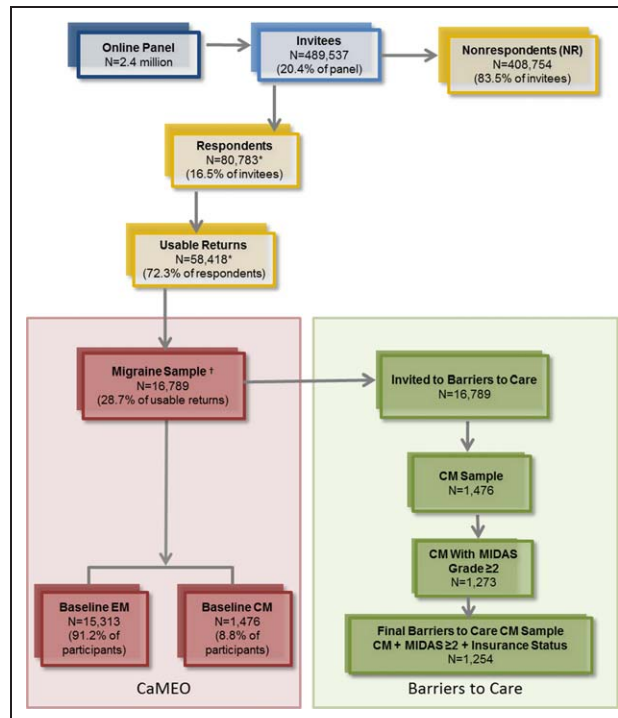 Online Panel
N=2.4 million
Invitees
N=489,537
(20.4% of panel)
Nonrespondents (NR)
N=408,754
(83.5% of invitees)
Respondents
N=80,783*
(16.5% of invitees)
Usable Returns
N=58,418*
(72.3% of respondents)
Migraine Sample †
N=16,789
(28.7% of usable returns)
Invited to Barriers to Care
N=16,789
CM Sample
N=1,476
CM With MIDAS
Grade ≥2
N=1,273
Baseline EM
N=15,313
(91.2% of
participants)
Baseline CM
N=1,476
(8.8% of
participants)
Final Barriers to Care CM Sample
CM + MIDAS ≥2 + Insurance Status
N=1,254
CaMEO
Barriers to Care